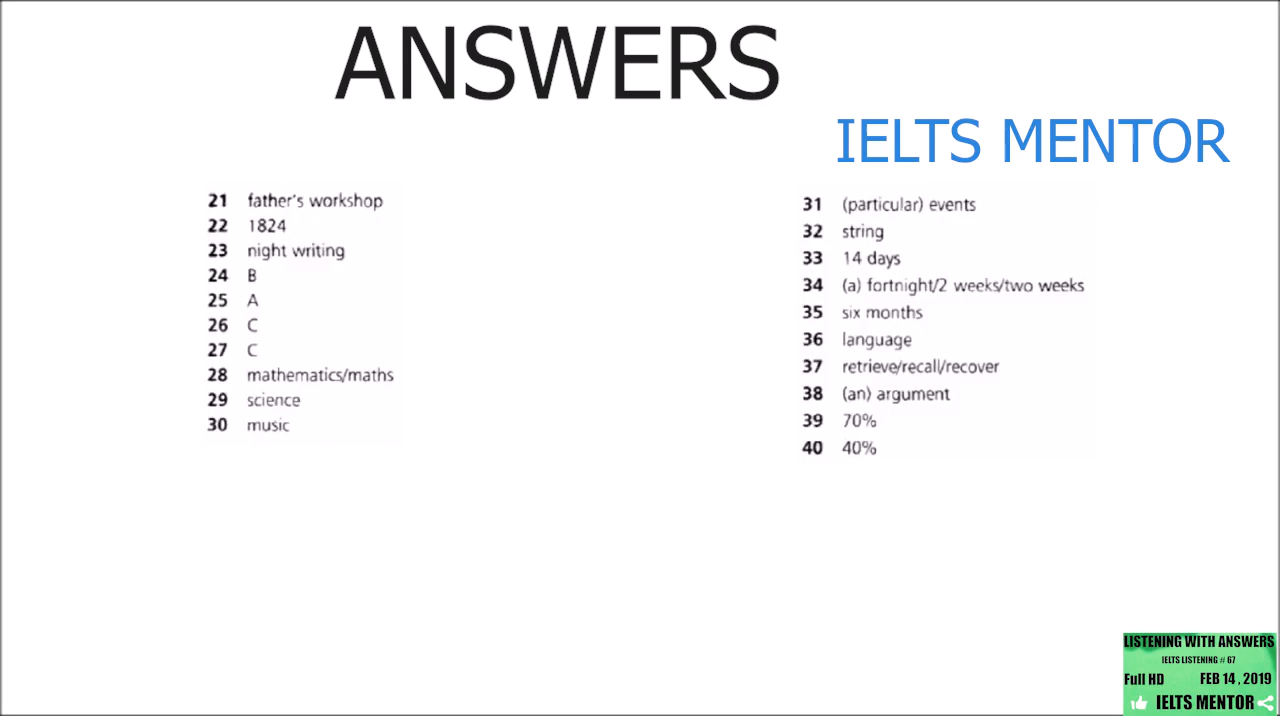 ANSWERS
IELTS MENTOR
21 father's workshop
22 1824
23 night writing
24 B
25 A
26 C
27 C
28 mathematics/maths
29 science
30 music
31 (particular) events
32 string
33 14 days
34 (a) fortnight/2 weeks/two weeks
35 six months
36 language
37 retrieve/recall/recover
38 (an) argument
39 70%
40 40%
LISTENING WITH ANSWERS
IELTS LISTENING # 67
Full HD FEB 14 , 2019
IELTS MENTOR